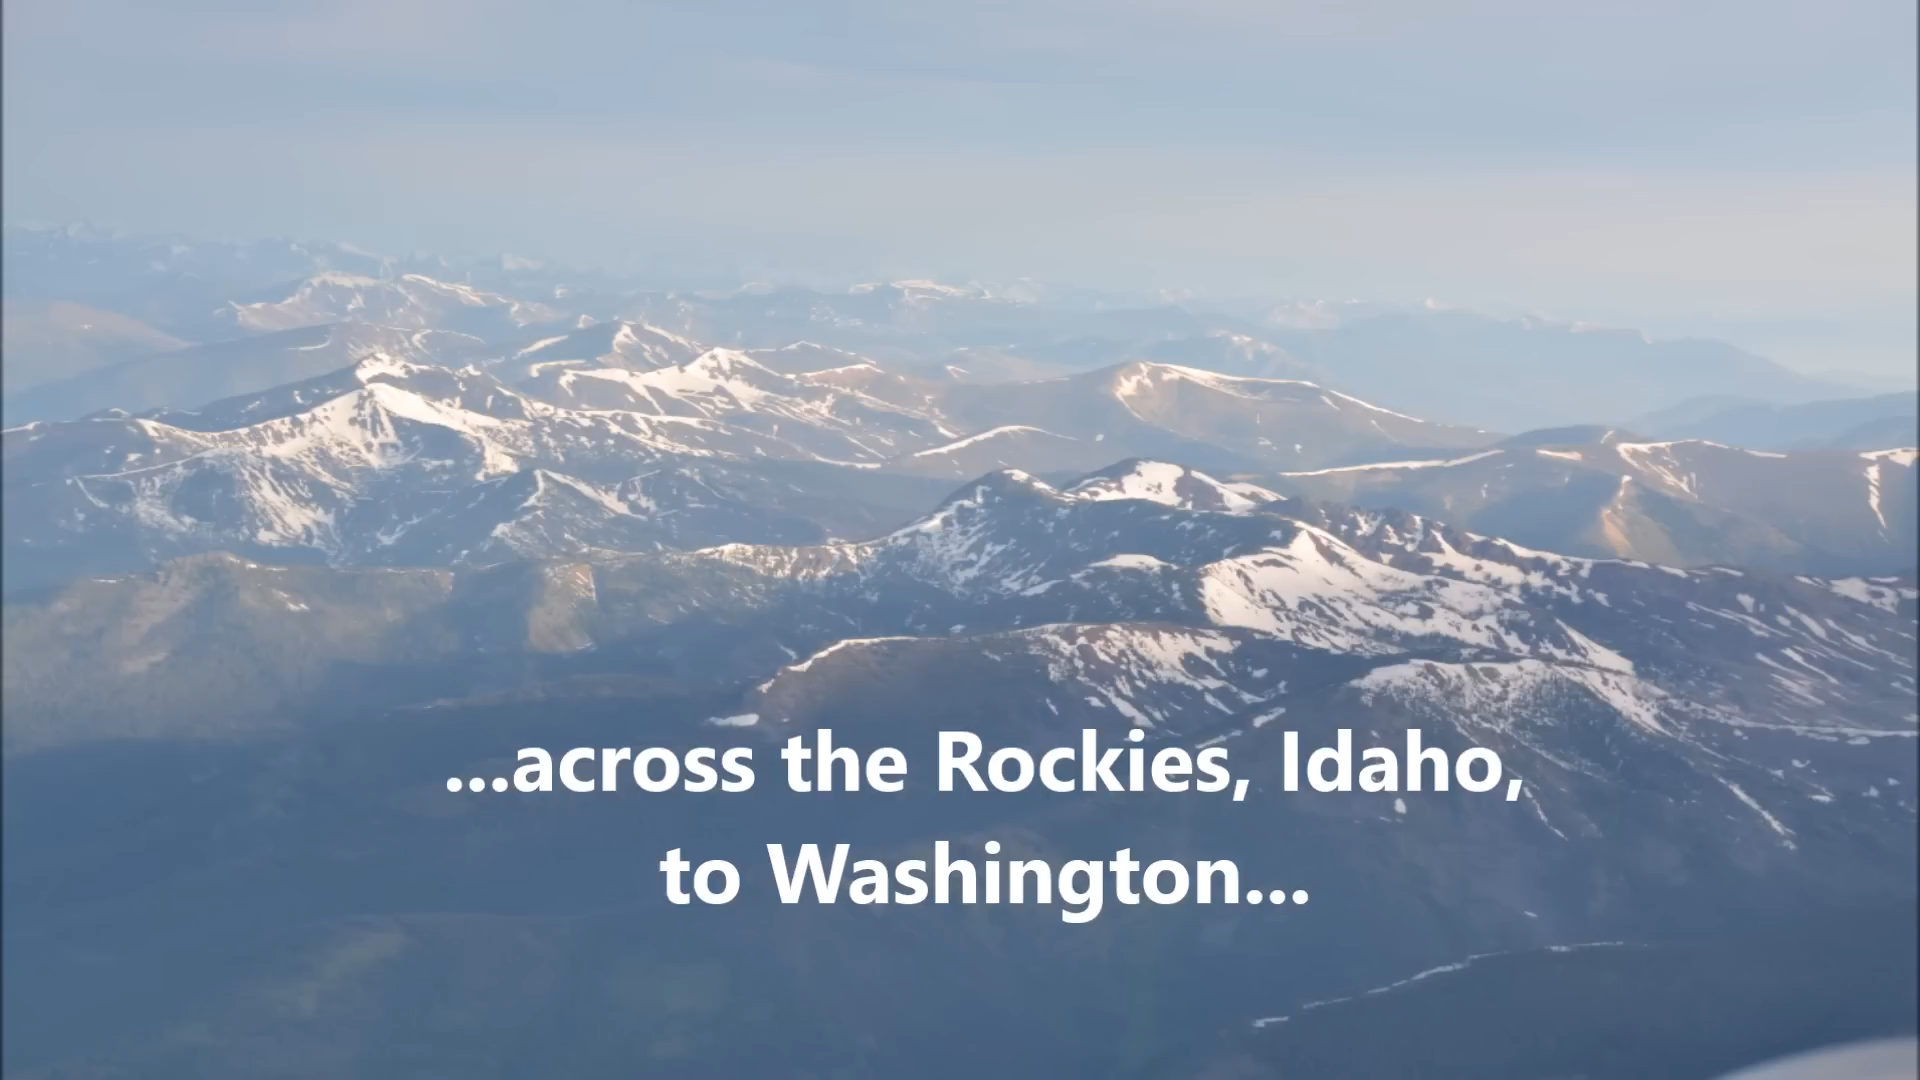 ...across the Rockies, Idaho,
to Washington...